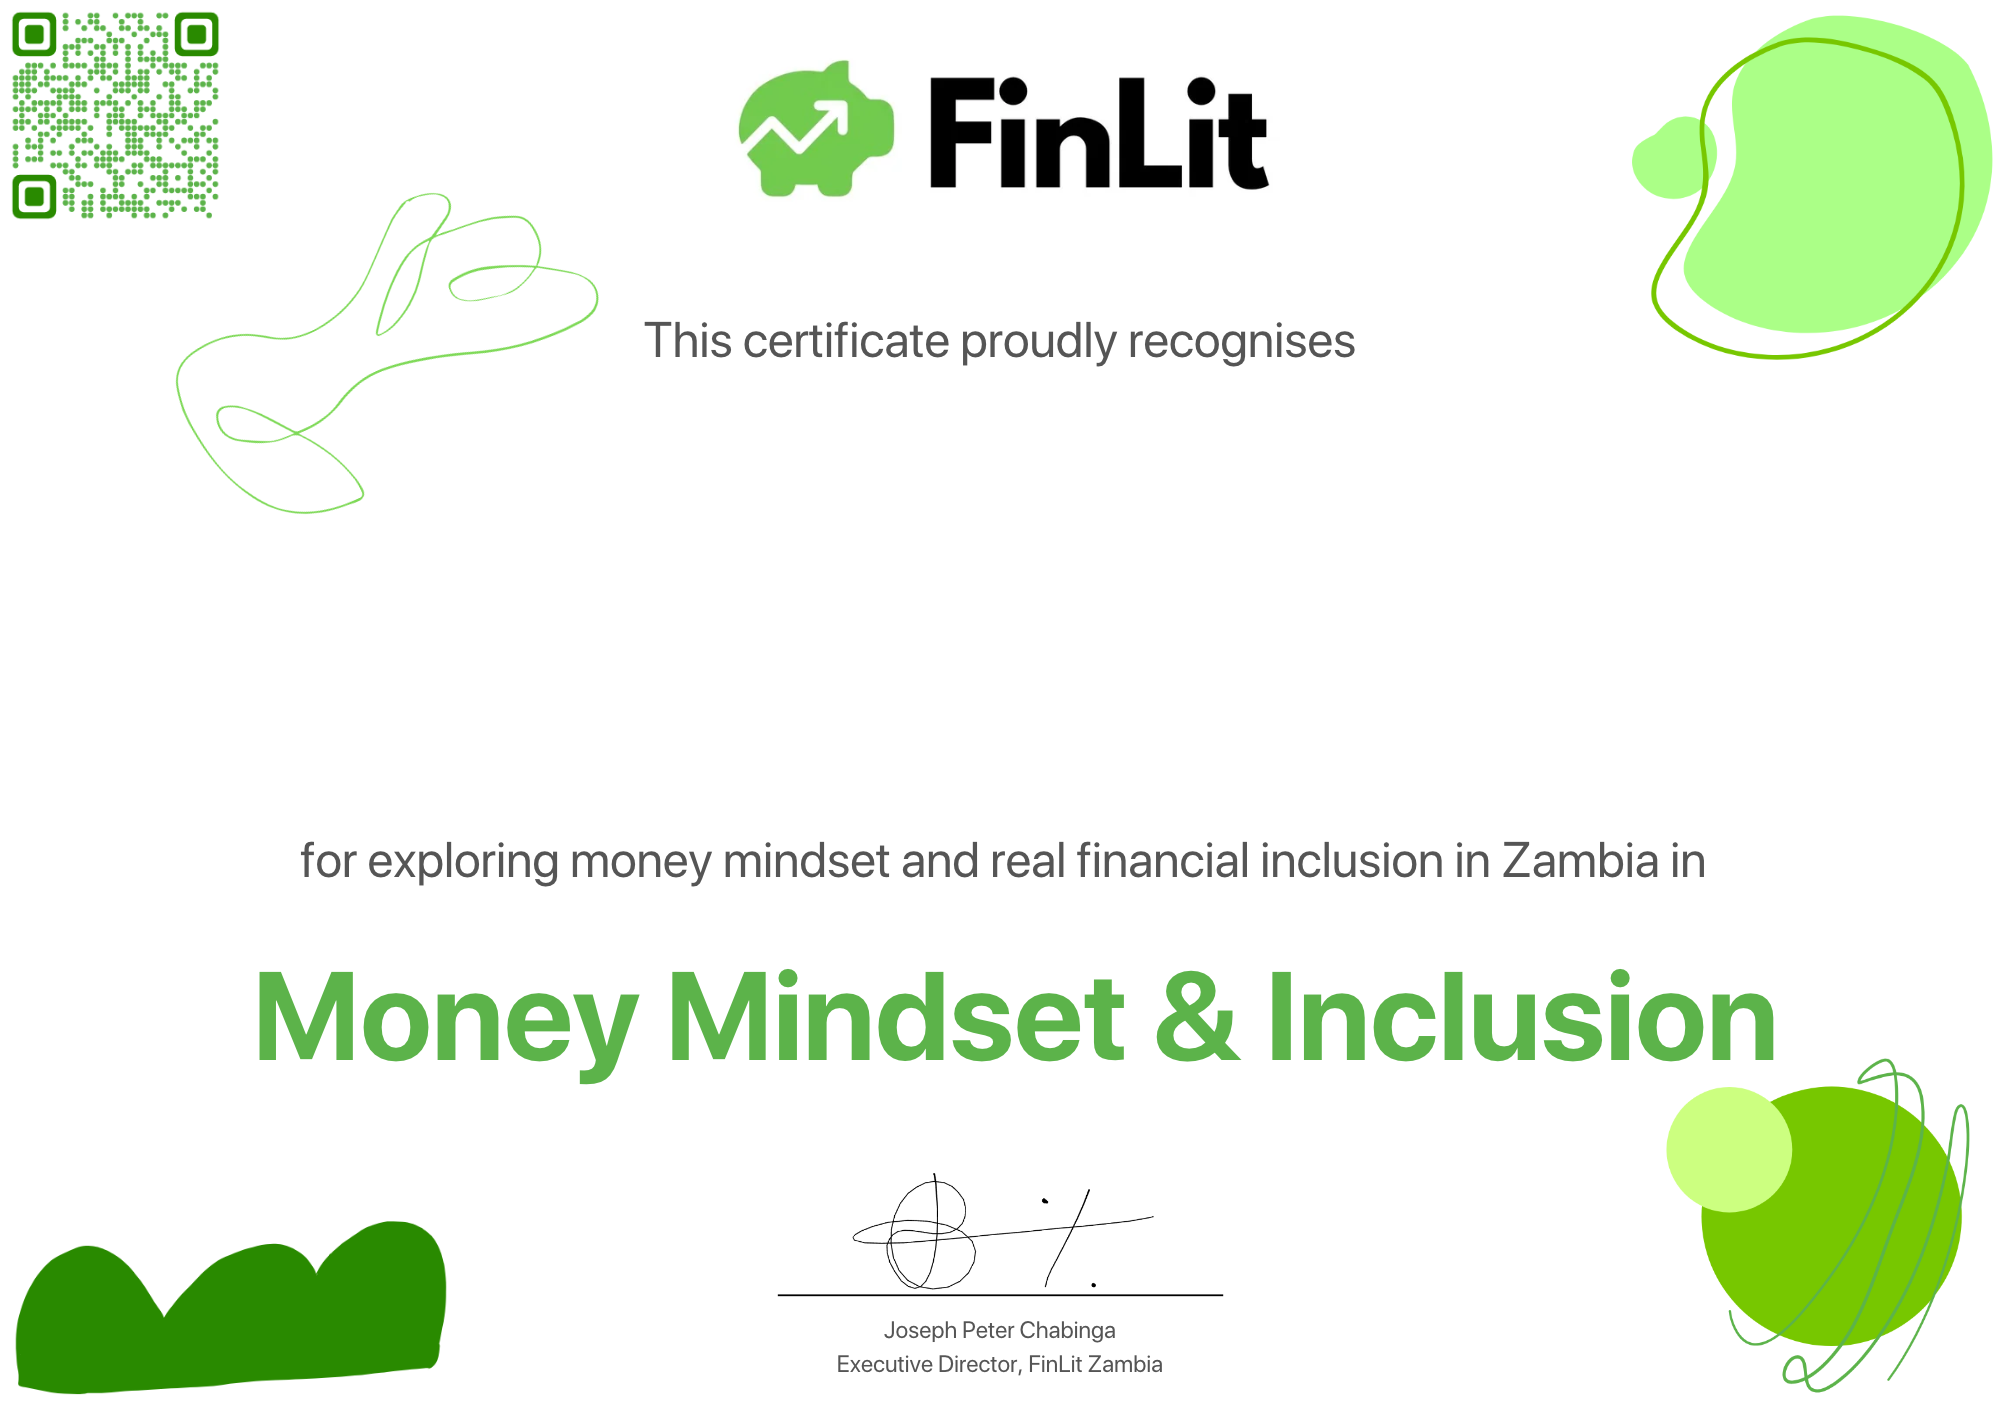 FinLit
This certificate proudly recognises
for exploring money mindset and real financial inclusion in Zambia in
Money Mindset & Inclusion
Joseph Peter Chabinga
Executive Director, FinLit Zambia